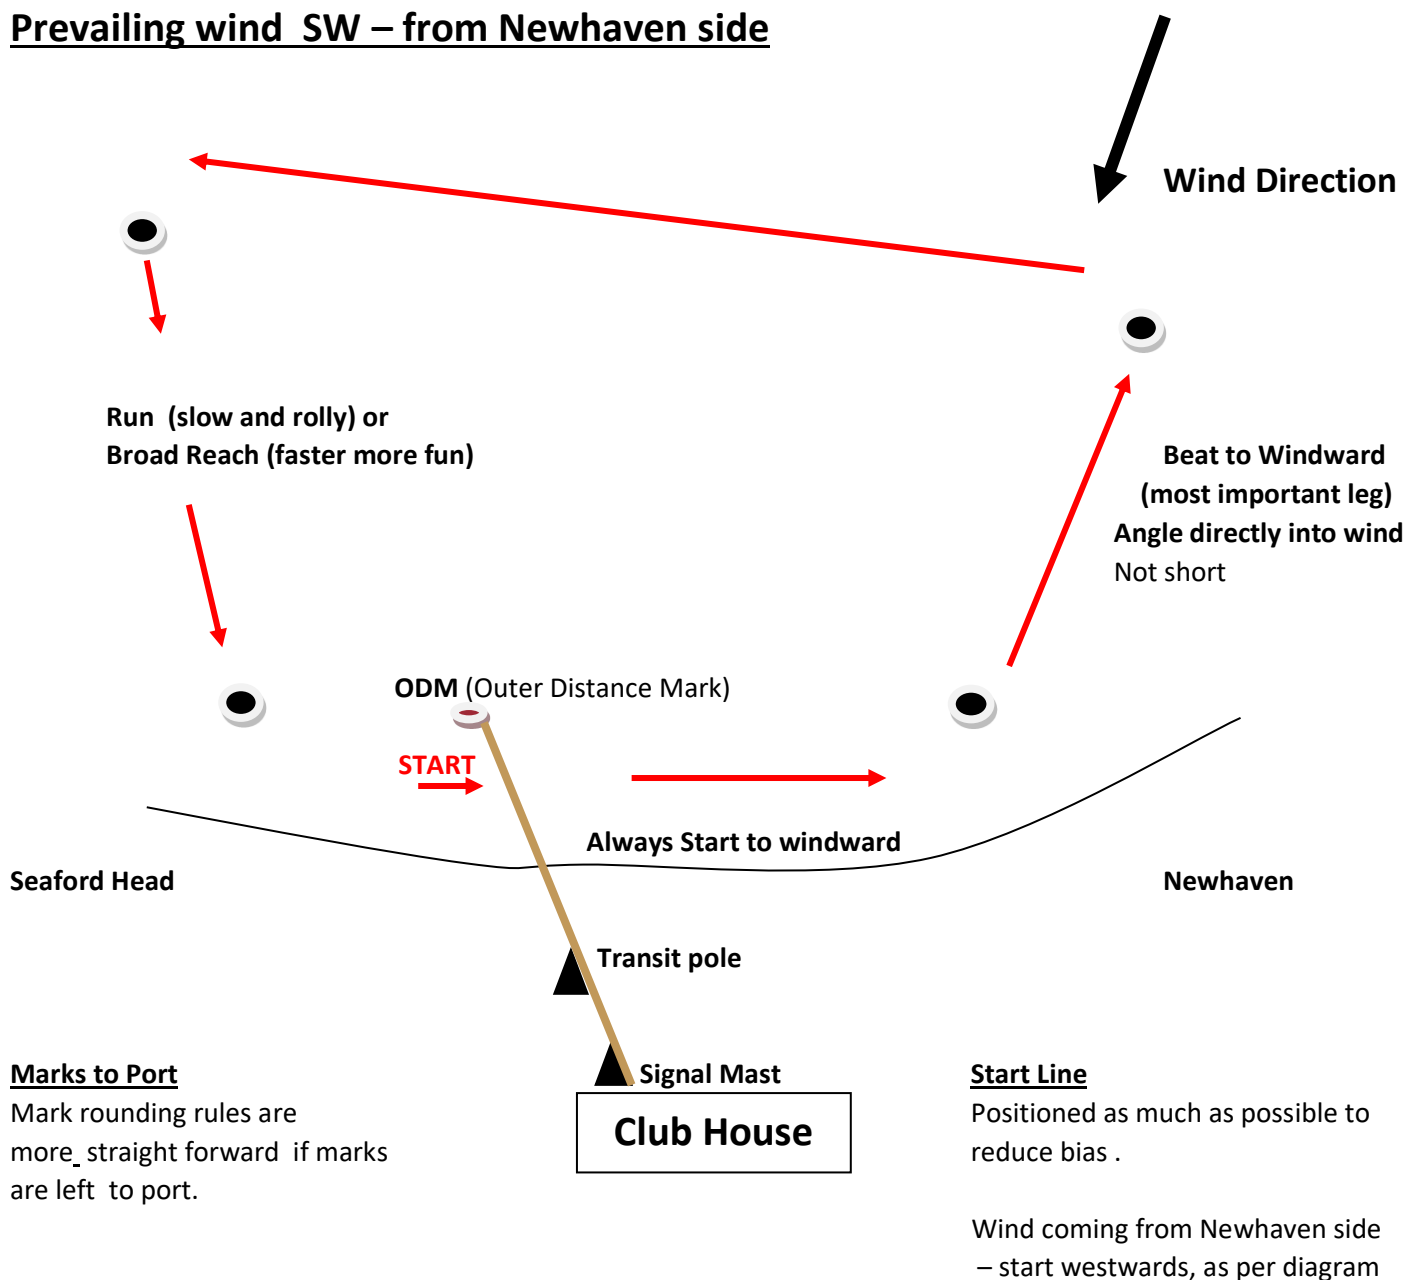 Prevailing wind  SW – from Newhaven side
Wind Direction
Run  (slow and rolly) or
Broad Reach (faster more fun)
Beat to Windward
(most important leg)
Angle directly into wind
Not short
ODM (Outer Distance Mark)
START
Always Start to windward
Seaford Head
Newhaven
Transit pole
Signal Mast
Club House
Marks to Port
Mark rounding rules are
more  straight forward  if marks
are left  to port.
Start Line
Positioned as much as possible to
reduce bias .
Wind coming from Newhaven side
– start westwards, as per diagram